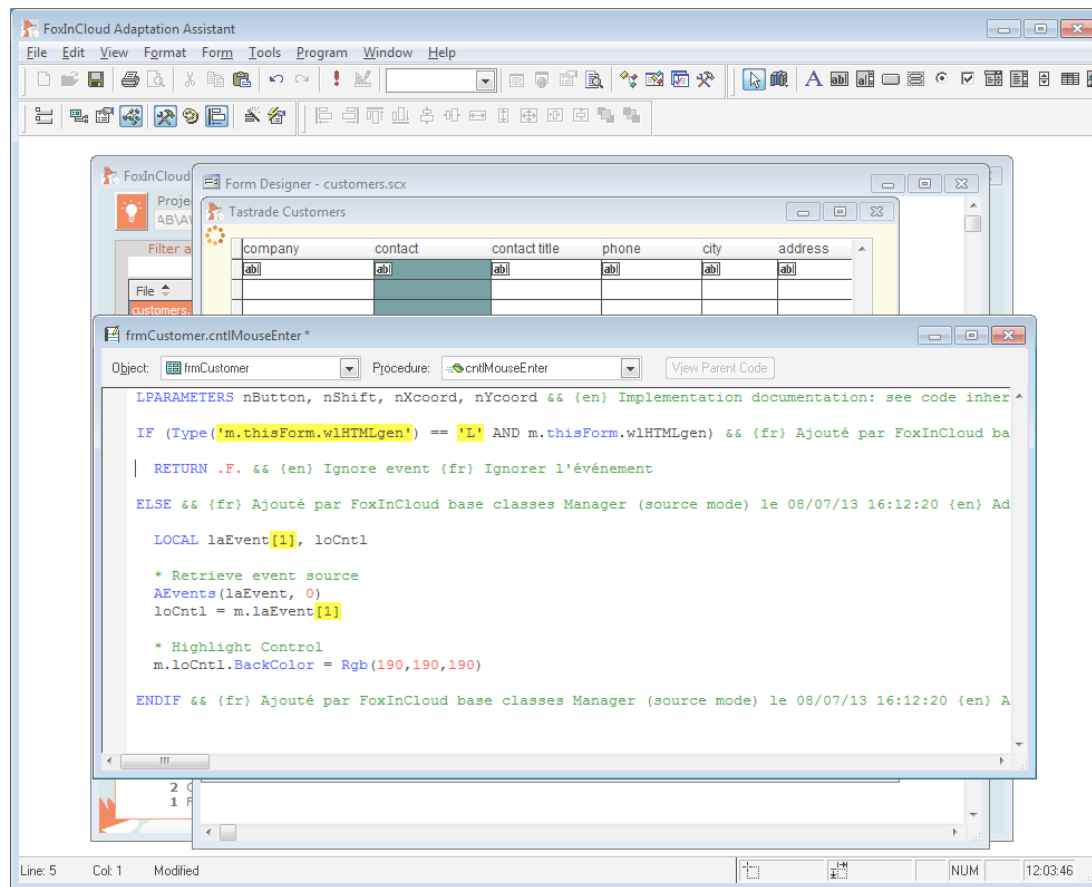 FoxInCloud Adaptation Assistant
File Edit View Format Form Tools Program Window Help
FoxInCloud
Form Designer - customers.scx
Proje
AB\A
Tastrade Customers
Filter a
company contact contact title phone city address
abl abl abl abl abl abl
File
customers.
frmCustomer.cntlMouseEnter *
Object: frmCustomer Procedure: cntlMouseEnter View Parent Code
LPARAMETERS nButton, nShift, nXcoord, nYcoord && {en} Implementation documentation: see code inher
IF (Type('m.thisForm.wlHTMLgen') == 'L' AND m.thisForm.wlHTMLgen) && {fr} Ajouté par FoxInCloud ba
RETURN .F. && {en} Ignore event {fr} Ignorer l'événement
ELSE && {fr} Ajouté par FoxInCloud base classes Manager (source mode) le 08/07/13 16:12:20 {en} Ad
LOCAL laEvent[1], loCntl
* Retrieve event source
AEvents(laEvent, 0)
loCntl = m.laEvent[1]
* Highlight Control
m.loCntl.BackColor = Rgb(190,190,190)
ENDIF && {fr} Ajouté par FoxInCloud base classes Manager (source mode) le 08/07/13 16:12:20 {en} A
2 C
1 F
Line: 5 Col: 1 Modified NUM 12:03:46